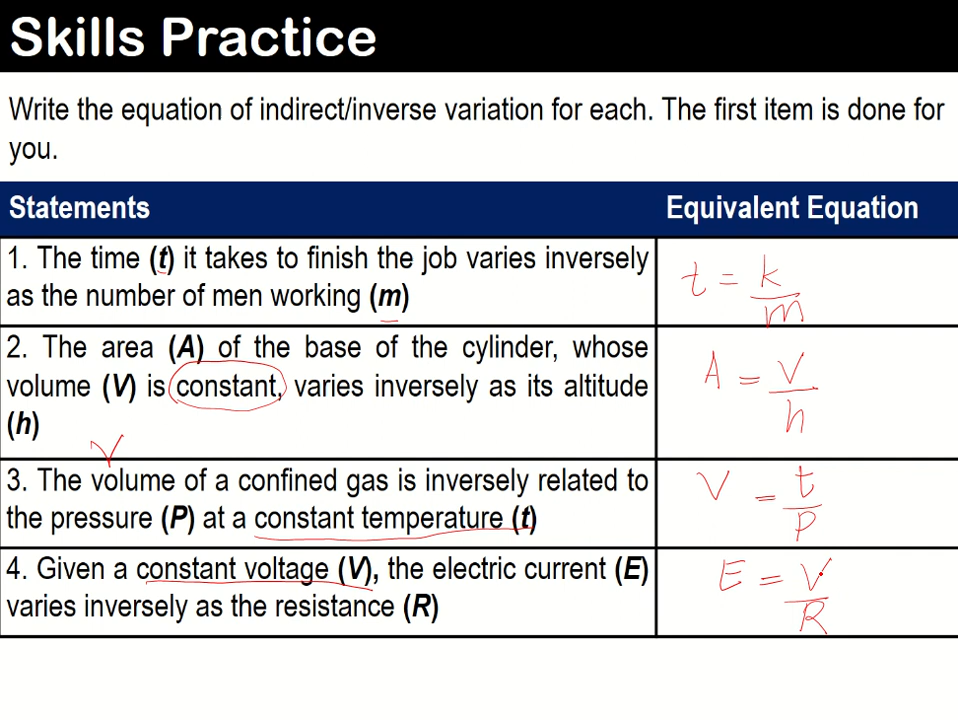 Skills Practice
Write the equation of indirect/inverse variation for each. The first item is done for
you.
Statements
Equivalent Equation
1. The time (t) it takes to finish the job varies inversely
as the number of men working (m)
t = k/m
2. The area (A) of the base of the cylinder, whose
volume (V) is constant, varies inversely as its altitude
(h)
A = V/h
V
3. The volume of a confined gas is inversely related to
the pressure (P) at a constant temperature (t)
V = t/P
4. Given a constant voltage (V), the electric current (E)
varies inversely as the resistance (R)
E = V/R